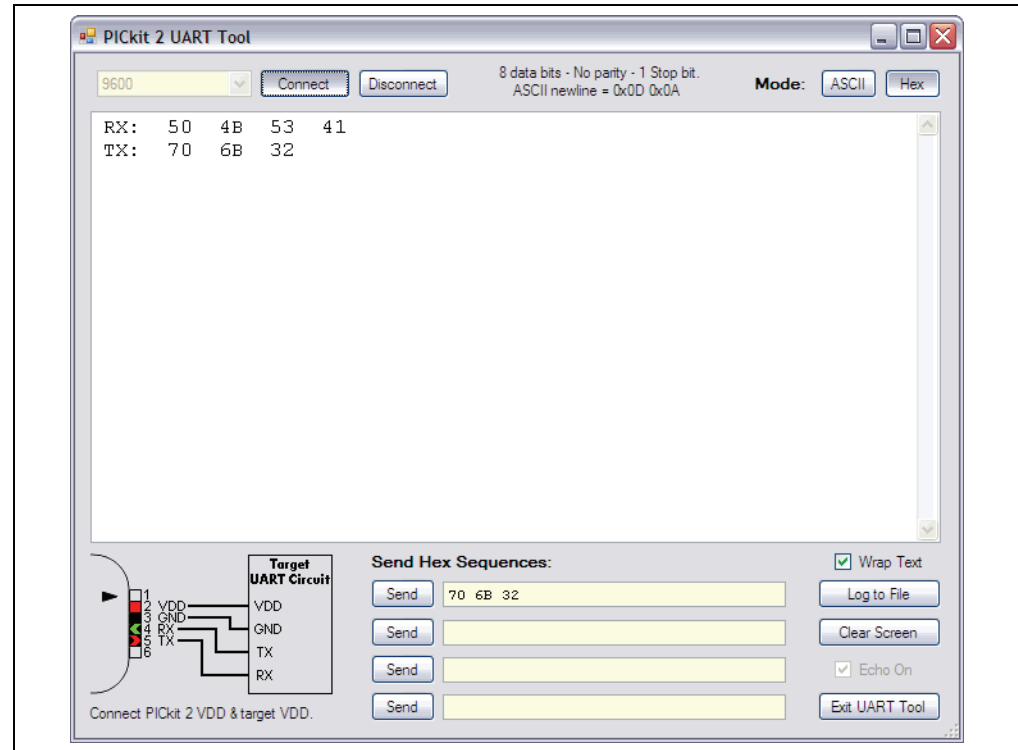 PICkit 2 UART Tool
9600 Connect Disconnect 8 data bits - No parity - 1 Stop bit. Mode: ASCII Hex
ASCII newline = 0x0D 0x0A
RX: 50 4B 53 41
TX: 70 6B 32
Target
UART Circuit
1
2 VDD VDD
3 GND GND
4 RX TX
5 TX RX
6
Connect PICkit 2 VDD & target VDD.
Send Hex Sequences:
Send 70 6B 32
Send
Send
Send
Wrap Text
Log to File
Clear Screen
Echo On
Exit UART Tool